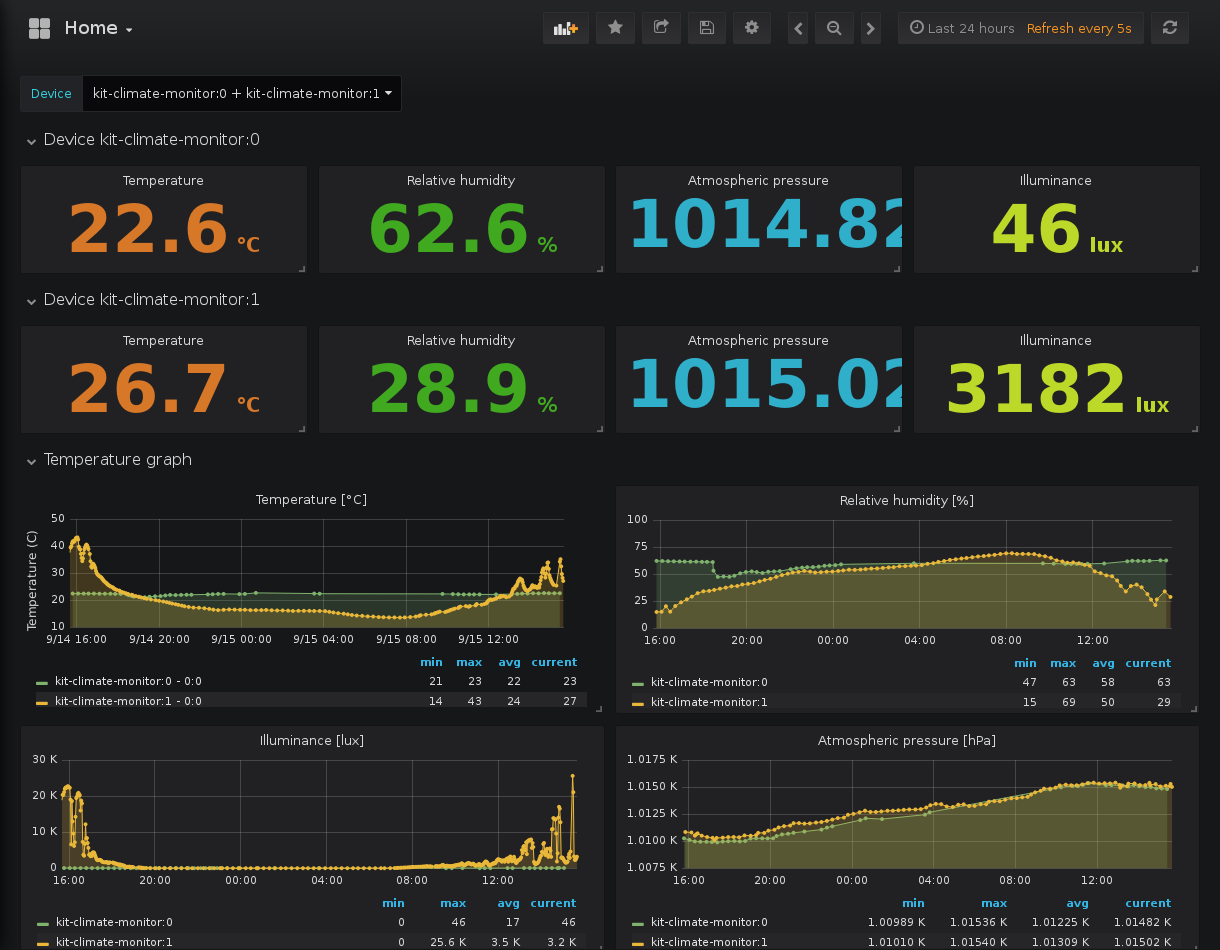 Home
Last 24 hours Refresh every 5s
Device kit-climate-monitor:0 + kit-climate-monitor:1
Device kit-climate-monitor:0
Temperature Relative humidity Atmospheric pressure Illuminance
22.6 °C 62.6 % 1014.82 46 lux
Device kit-climate-monitor:1
Temperature Relative humidity Atmospheric pressure Illuminance
26.7 °C 28.9 % 1015.02 3182 lux
Temperature graph
Temperature [°C]
Temperature (C)
50
40
30
20
10
9/14 16:00 9/14 20:00 9/15 00:00 9/15 04:00 9/15 08:00 9/15 12:00
min max avg current
kit-climate-monitor:0 - 0:0 21 23 22 23
kit-climate-monitor:1 - 0:0 14 43 24 27
Relative humidity [%]
100
75
50
25
0
16:00 20:00 00:00 04:00 08:00 12:00
min max avg current
kit-climate-monitor:0 47 63 58 63
kit-climate-monitor:1 15 69 50 29
Illuminance [lux]
30 K
20 K
10 K
0
16:00 20:00 00:00 04:00 08:00 12:00
min max avg current
kit-climate-monitor:0 0 46 17 46
kit-climate-monitor:1 0 25.6 K 3.5 K 3.2 K
Atmospheric pressure [hPa]
1.0175 K
1.0150 K
1.0125 K
1.0100 K
1.0075 K
16:00 20:00 00:00 04:00 08:00 12:00
min max avg current
kit-climate-monitor:0 1.00989 K 1.01536 K 1.01225 K 1.01482 K
kit-climate-monitor:1 1.01010 K 1.01540 K 1.01309 K 1.01502 K